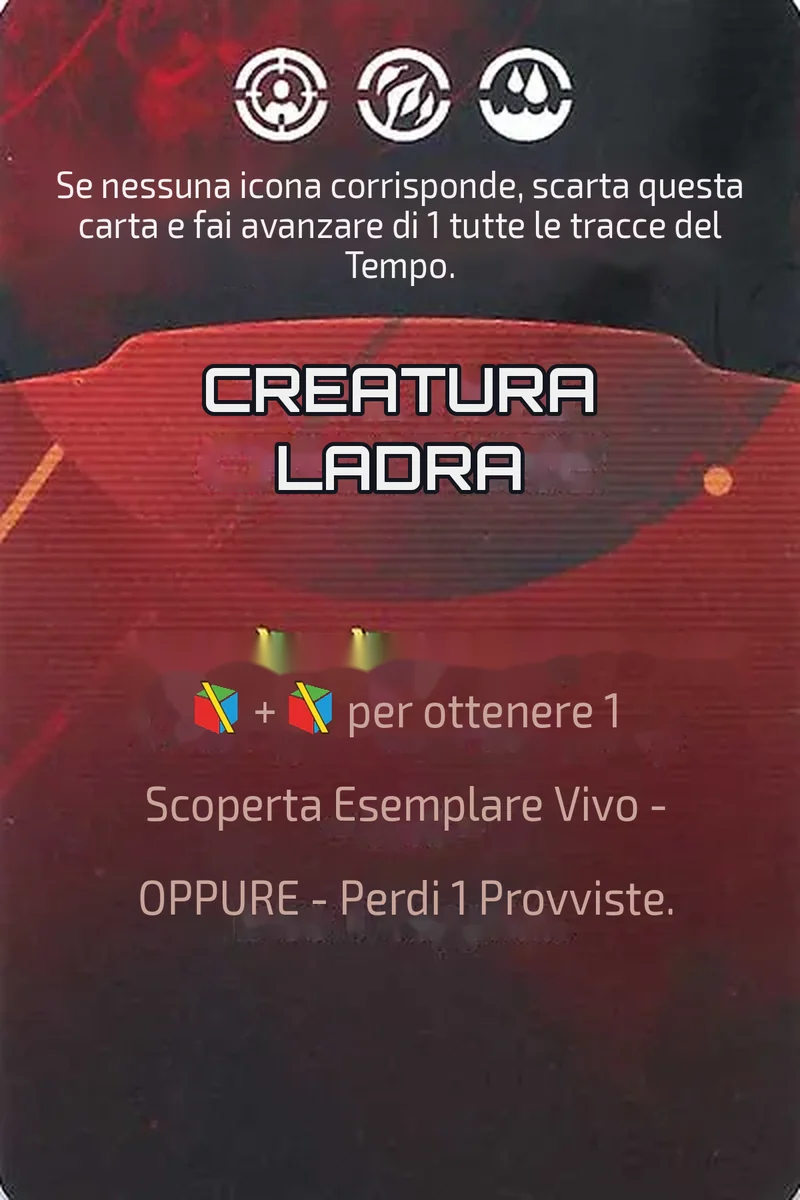 Se nessuna icona corrisponde, scarta questa
carta e fai avanzare di 1 tutte le tracce del
Tempo.
CREATURA
LADRA
+ per ottenere 1
Scoperta Esemplare Vivo -
OPPURE - Perdi 1 Provviste.